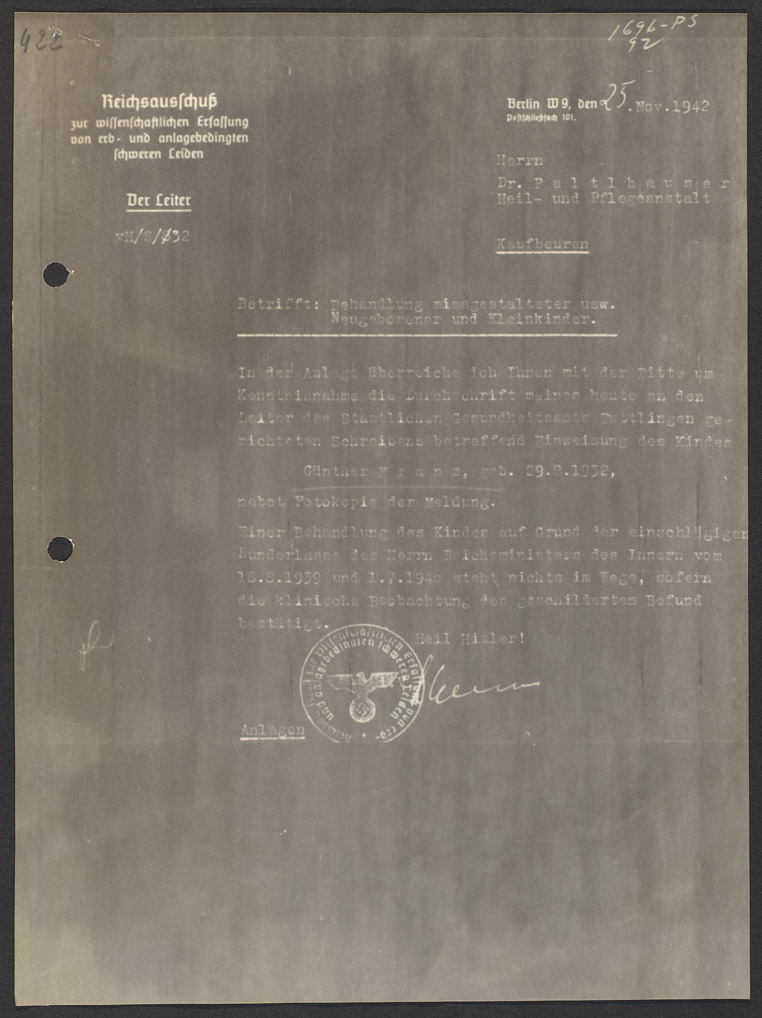 422
1696-PS
92
Reichsausschuß
zur wissenschaftlichen Erfassung
von erb- und anlagebedingten
schweren Leiden
Der Leiter
vH/S/832
Berlin W 9, den 25. Nov. 1942
Postschließfach 101.
Herrn
Dr. F a l t l h a u s e r
Heil- und Pflegeanstalt
Kaufbeuren
Betrifft: Behandlung missgestalteter usw.
Neugeborener und Kleinkinder.
In der Anlage überreiche ich Ihnen mit der Bitte um
Kenntnisnahme die Durchschrift meines heute an den
Leiter des Staatlichen Gesundheitsamts Tuttlingen ge-
richteten Schreibens betreffend Einweisung des Kindes
Günther F r a n z, geb. 29.8.1932,
nebst Fotokopie der Meldung.
Einer Behandlung des Kindes auf Grund der einschlägigen
Runderlasse des Herrn Reichsministers des Innern vom
18.8.1939 und 1.7.1940 steht nichts im Wege, sofern
die klinische Beobachtung den geschilderten Befund
bestätigt.
Heil Hitler!
Anlagen